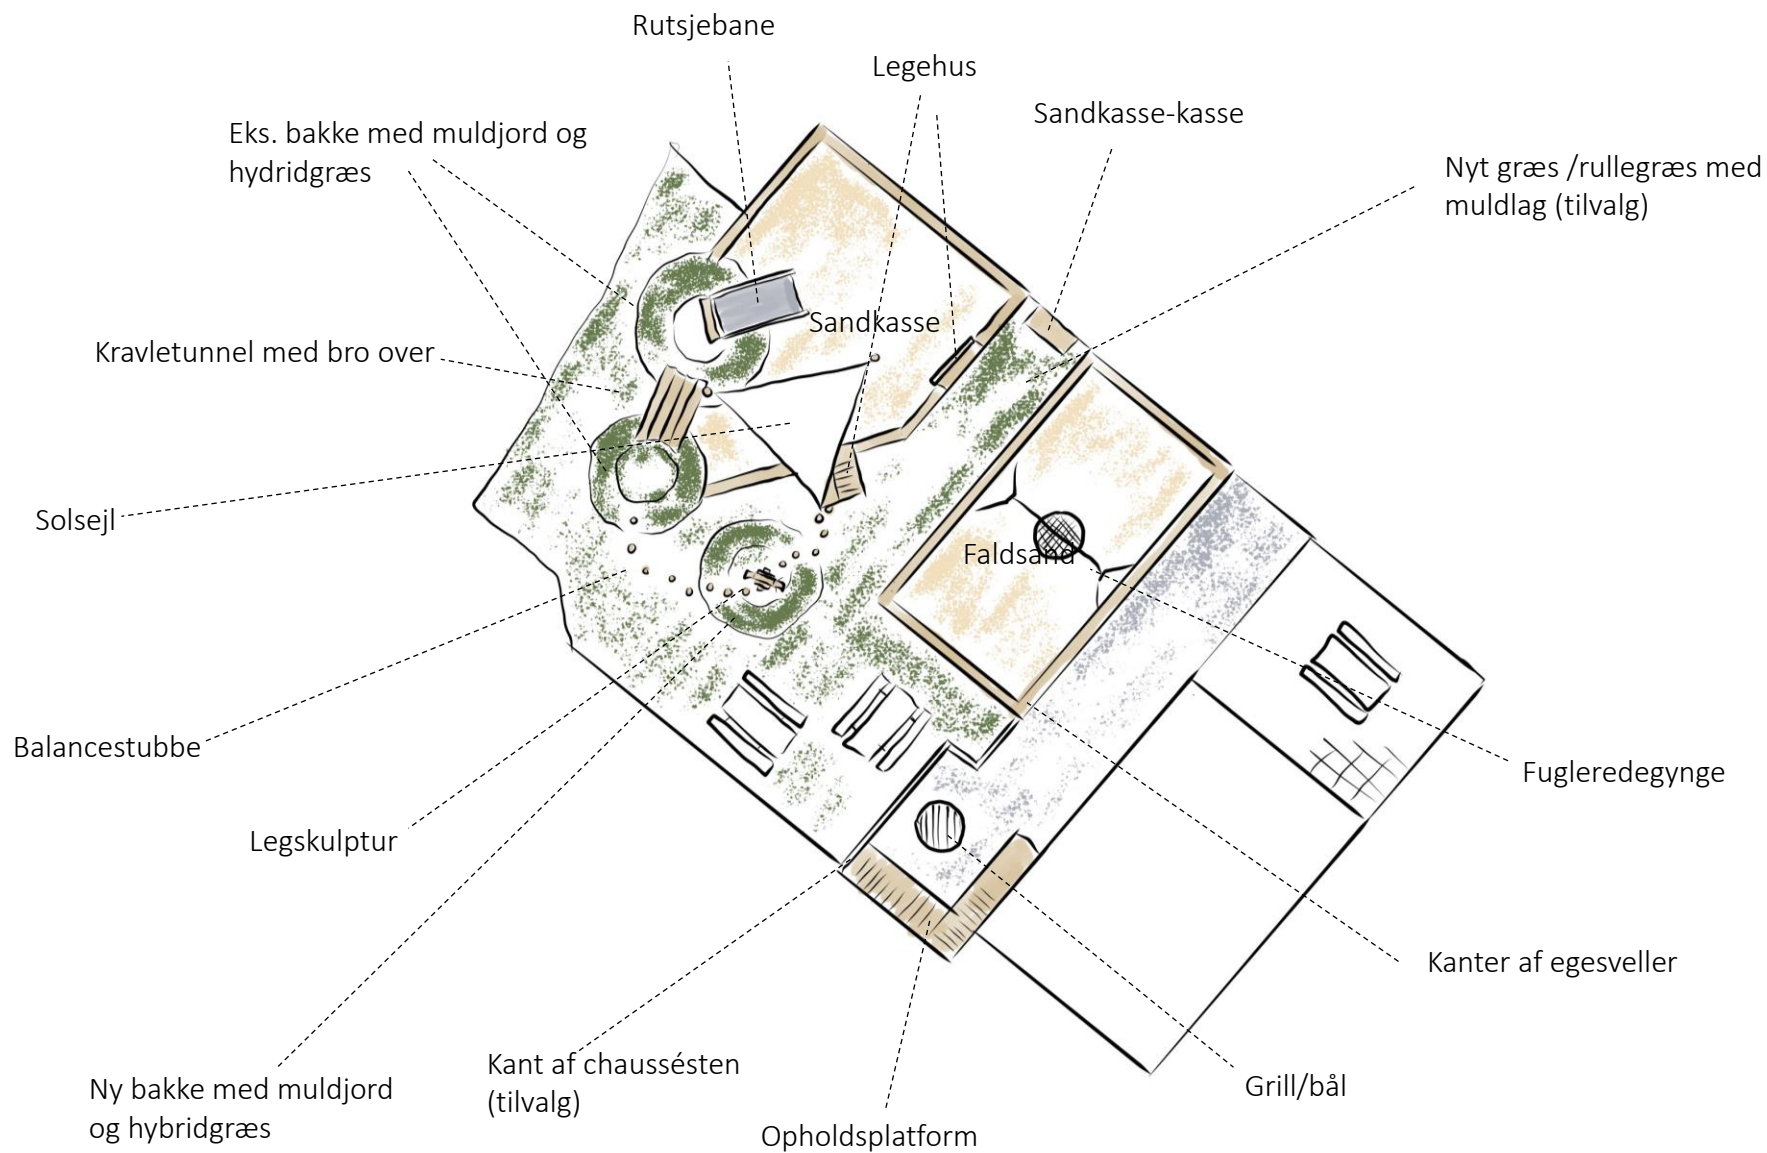 Rutsjebane
Legehus
Sandkasse-kasse
Eks. bakke med muldjord og
hydridgræs
Nyt græs /rullegræs med
muldlag (tilvalg)
Sandkasse
Kravletunnel med bro over
Solsejl
Faldsand
Balancestubbe
Fugleredegynge
Legskulptur
Kanter af egesveller
Kant af chaussésten
(tilvalg)
Ny bakke med muldjord
og hybridgræs
Grill/bål
Opholdsplatform